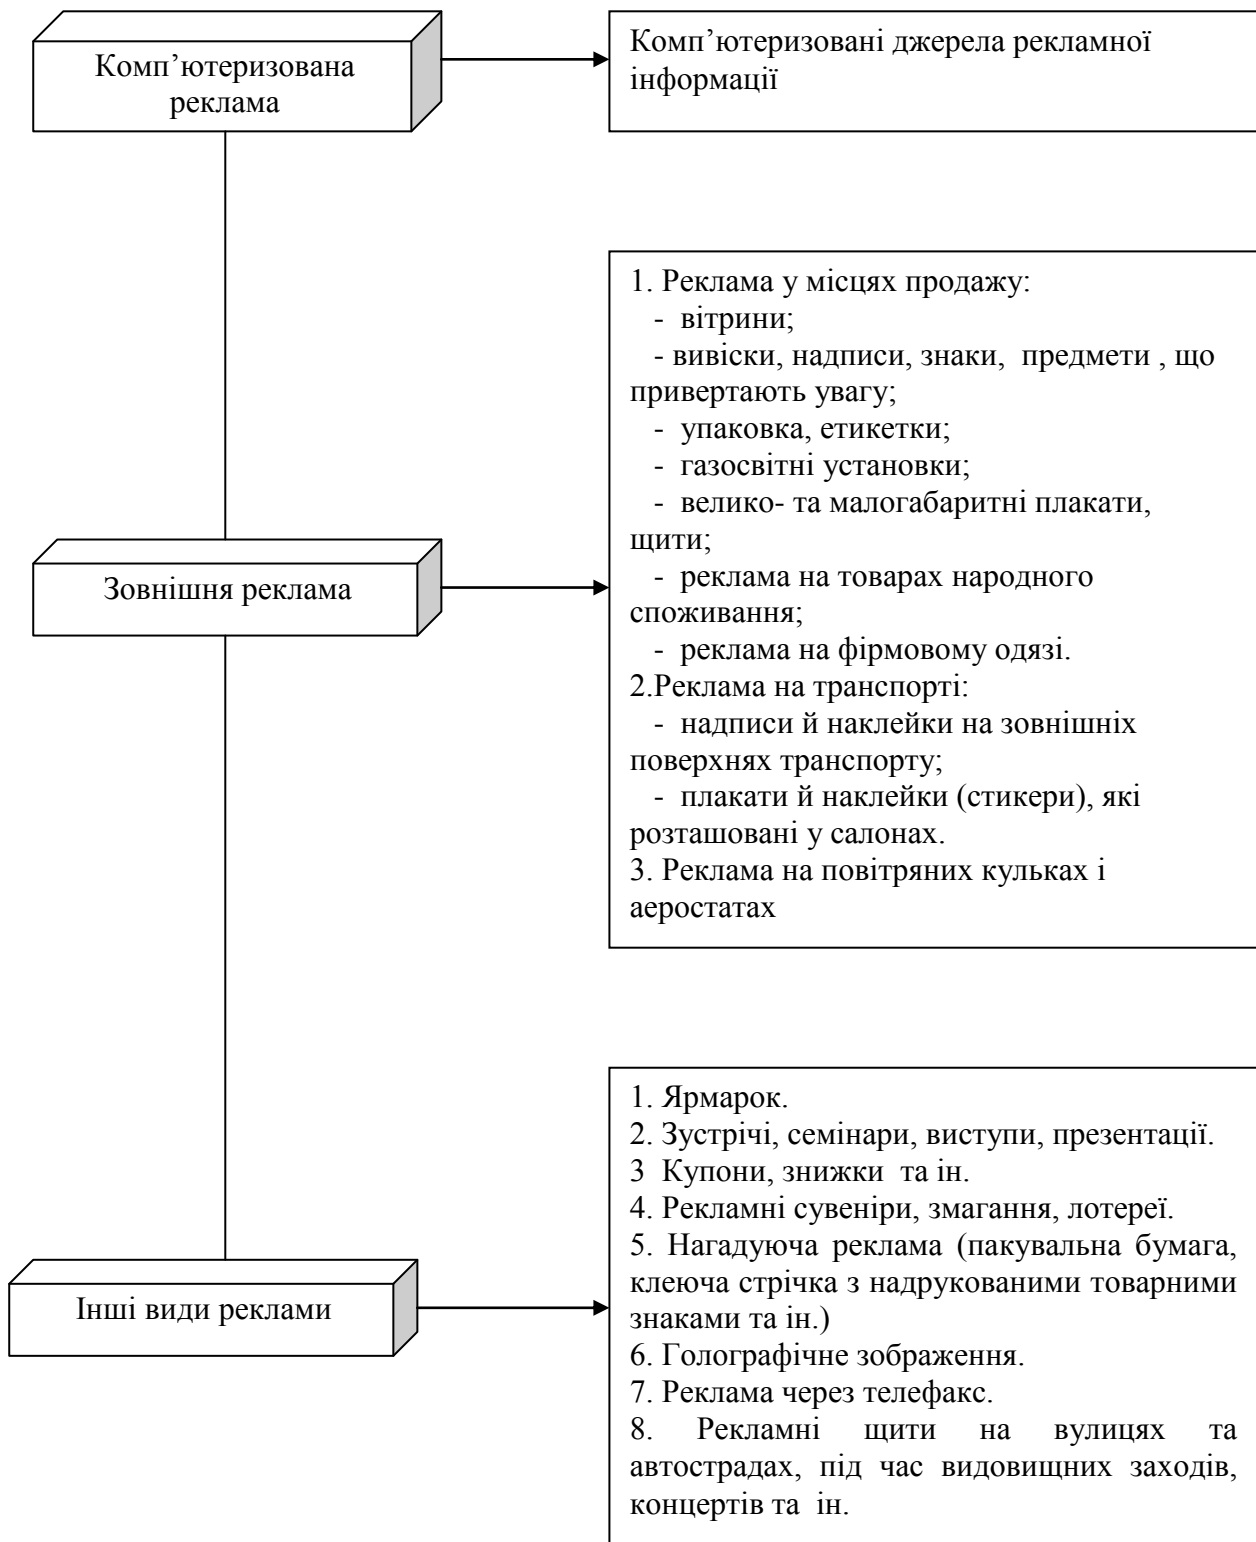 Комп’ютеризована
реклама
Комп’ютеризовані джерела рекламної
інформації
Зовнішня реклама
1. Реклама у місцях продажу:
- вітрини;
- вивіски, надписи, знаки, предмети , що
привертають увагу;
- упаковка, етикетки;
- газосвітні установки;
- велико- та малогабаритні плакати,
щити;
- реклама на товарах народного
споживання;
- реклама на фірмовому одязі.
2.Реклама на транспорті:
- надписи й наклейки на зовнішніх
поверхнях транспорту;
- плакати й наклейки (стикери), які
розташовані у салонах.
3. Реклама на повітряних кульках і
аеростатах
Інші види реклами
1. Ярмарок.
2. Зустрічі, семінари, виступи, презентації.
3 Купони, знижки та ін.
4. Рекламні сувеніри, змагання, лотереї.
5. Нагадуюча реклама (пакувальна бумага,
клеюча стрічка з надрукованими товарними
знаками та ін.)
6. Голографічне зображення.
7. Реклама через телефакс.
8. Рекламні щити на вулицях та
автострадах, під час видовищних заходів,
концертів та ін.